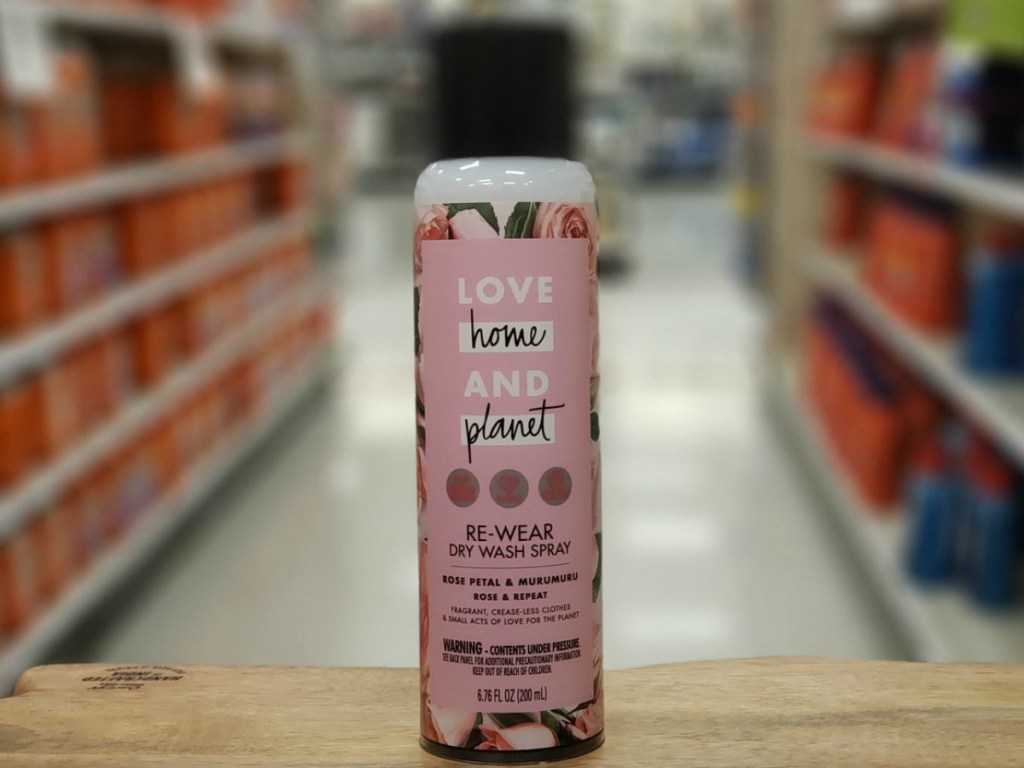 LOVE
home
AND
planet
RE-WEAR
DRY WASH SPRAY
ROSE PETAL & MURUMURU
ROSE & REPEAT
FRAGRANT, CREASE-LESS CLOTHES
& SMALL ACTS OF LOVE FOR THE PLANET
WARNING - CONTENTS UNDER PRESSURE
SEE BACK PANEL FOR ADDITIONAL PRECAUTIONARY INFORMATION.
KEEP OUT OF REACH OF CHILDREN.
6.76 FL OZ (200 mL)
HANDCRAFTED